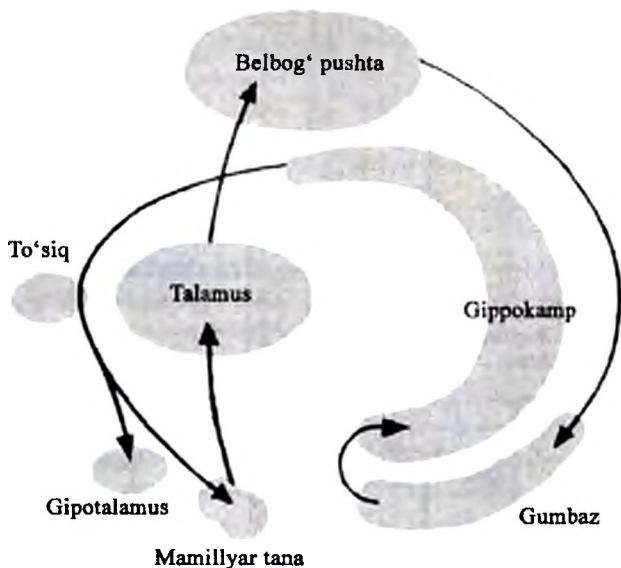 Belbog‘ pushta
To‘siq
Talamus
Gippokamp
Gipotalamus
Gumbaz
Mamillyar tana